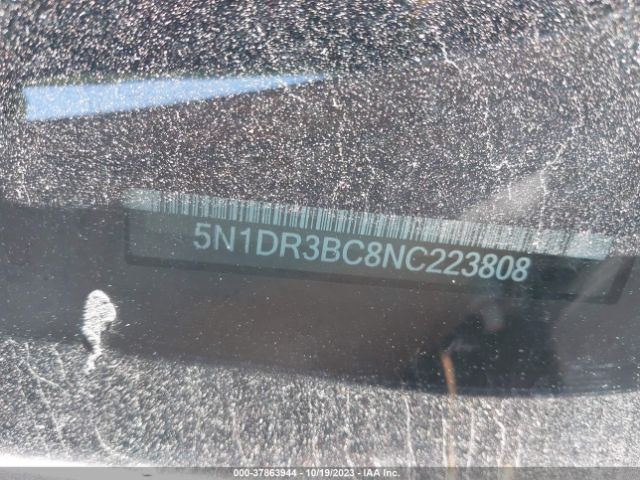 5N1DR3BC8NC223808
000-37863944 | 10/19/2023 | IAA Inc.